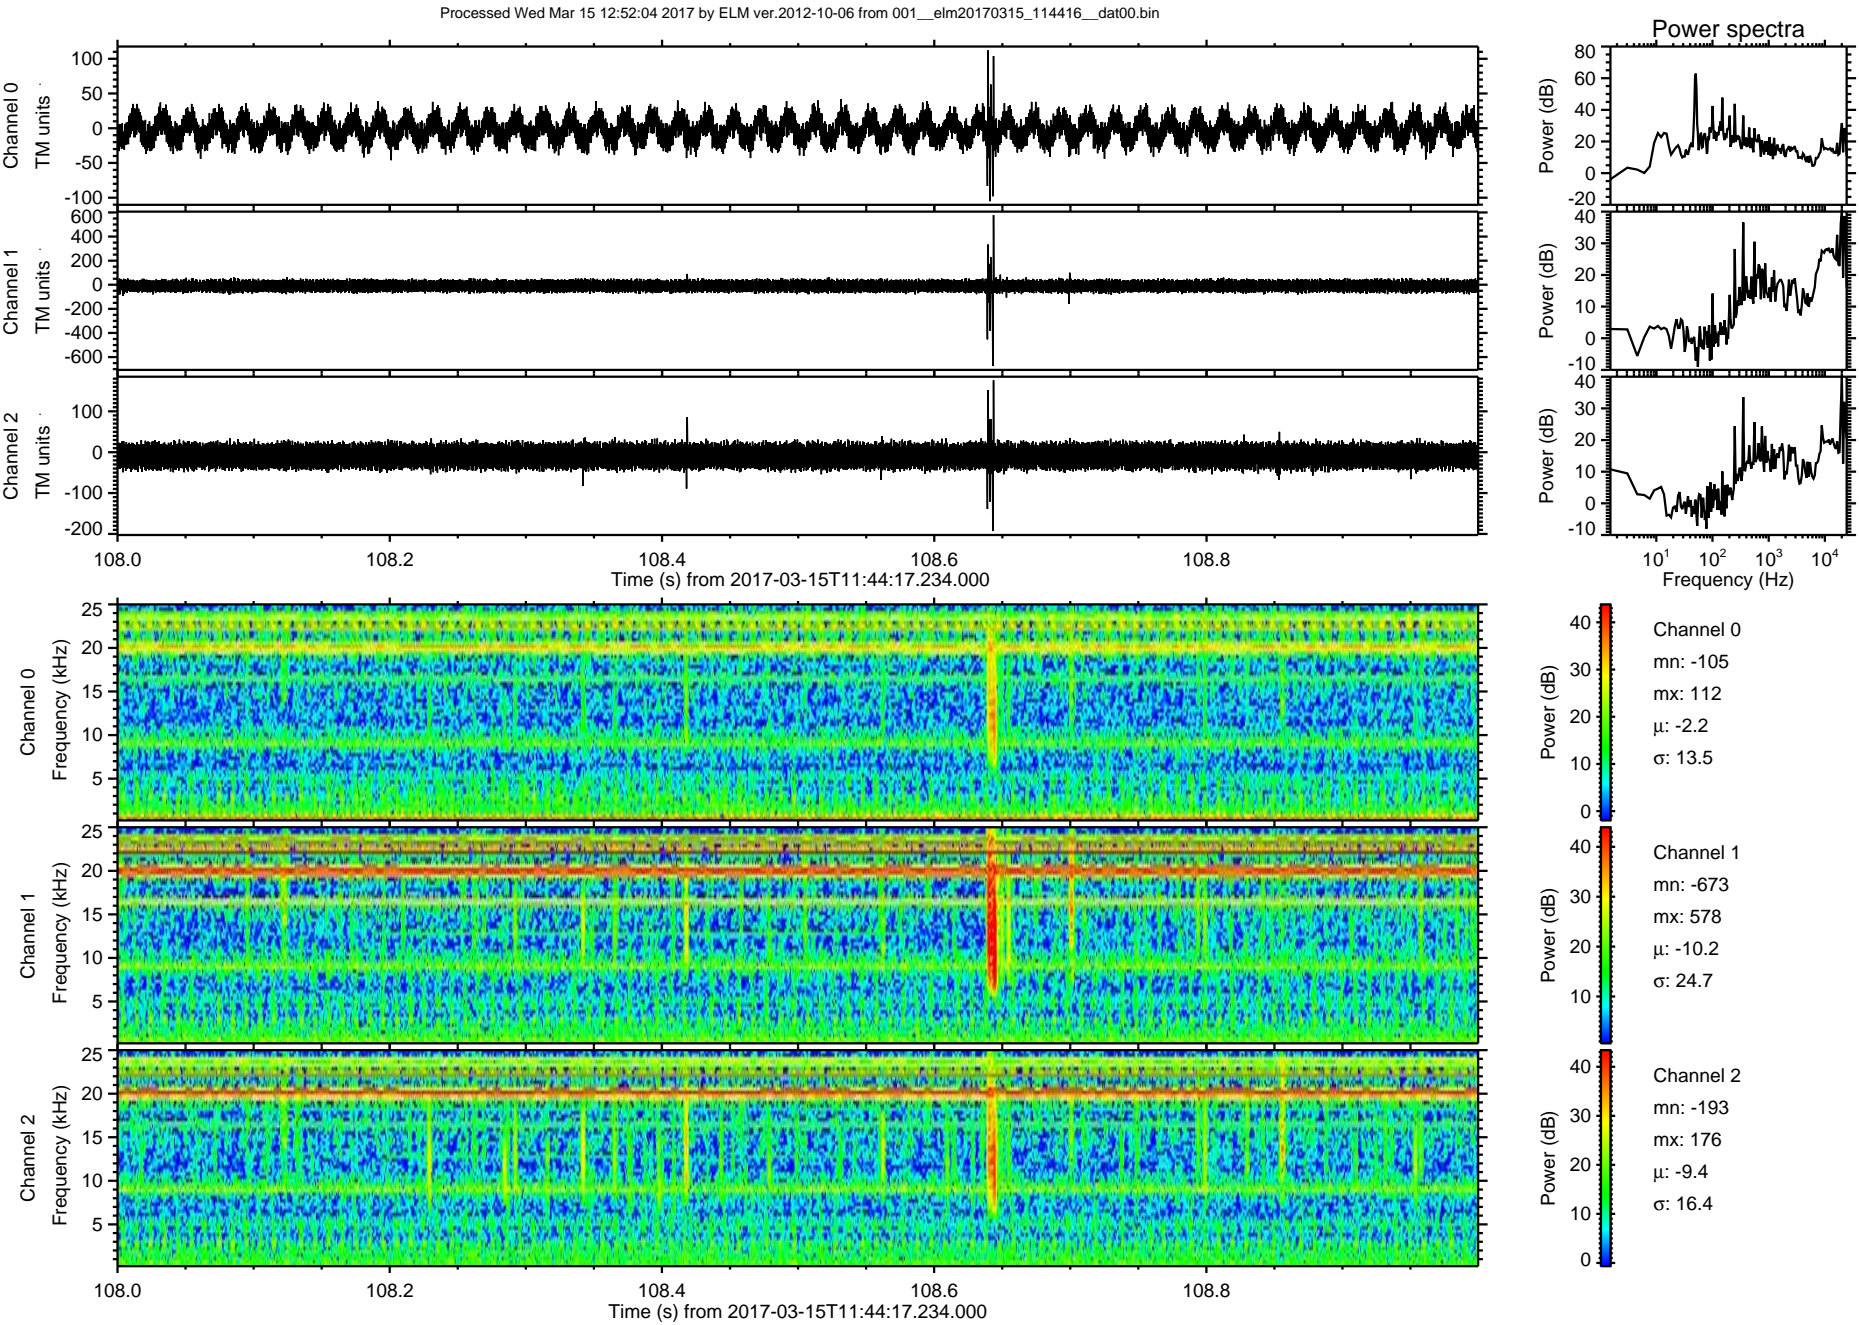 Processed Wed Mar 15 12:52:04 2017 by ELM ver.2012-10-06 from 001__elm20170315_114416__dat00.bin
Power spectra
Channel 0
TM units
100
50
0
-50
-100
Power (dB)
80
60
40
20
0
-20
Channel 1
TM units
600
400
200
0
-200
-400
-600
Power (dB)
40
30
20
10
0
-10
Channel 2
TM units
100
0
-100
-200
Power (dB)
40
30
20
10
0
-10
108.0 108.2 108.4 108.6 108.8
Time (s) from 2017-03-15T11:44:17.234.000
10¹ 10² 10³ 10⁴
Frequency (Hz)
Channel 0
Frequency (kHz)
25
20
15
10
5
Power (dB)
40
30
20
10
0
Channel 0
mn: -105
mx: 112
μ: -2.2
σ: 13.5
Channel 1
Frequency (kHz)
25
20
15
10
5
Power (dB)
40
30
20
10
Channel 1
mn: -673
mx: 578
μ: -10.2
σ: 24.7
Channel 2
Frequency (kHz)
25
20
15
10
5
Power (dB)
40
30
20
10
0
Channel 2
mn: -193
mx: 176
μ: -9.4
σ: 16.4
108.0 108.2 108.4 108.6 108.8
Time (s) from 2017-03-15T11:44:17.234.000